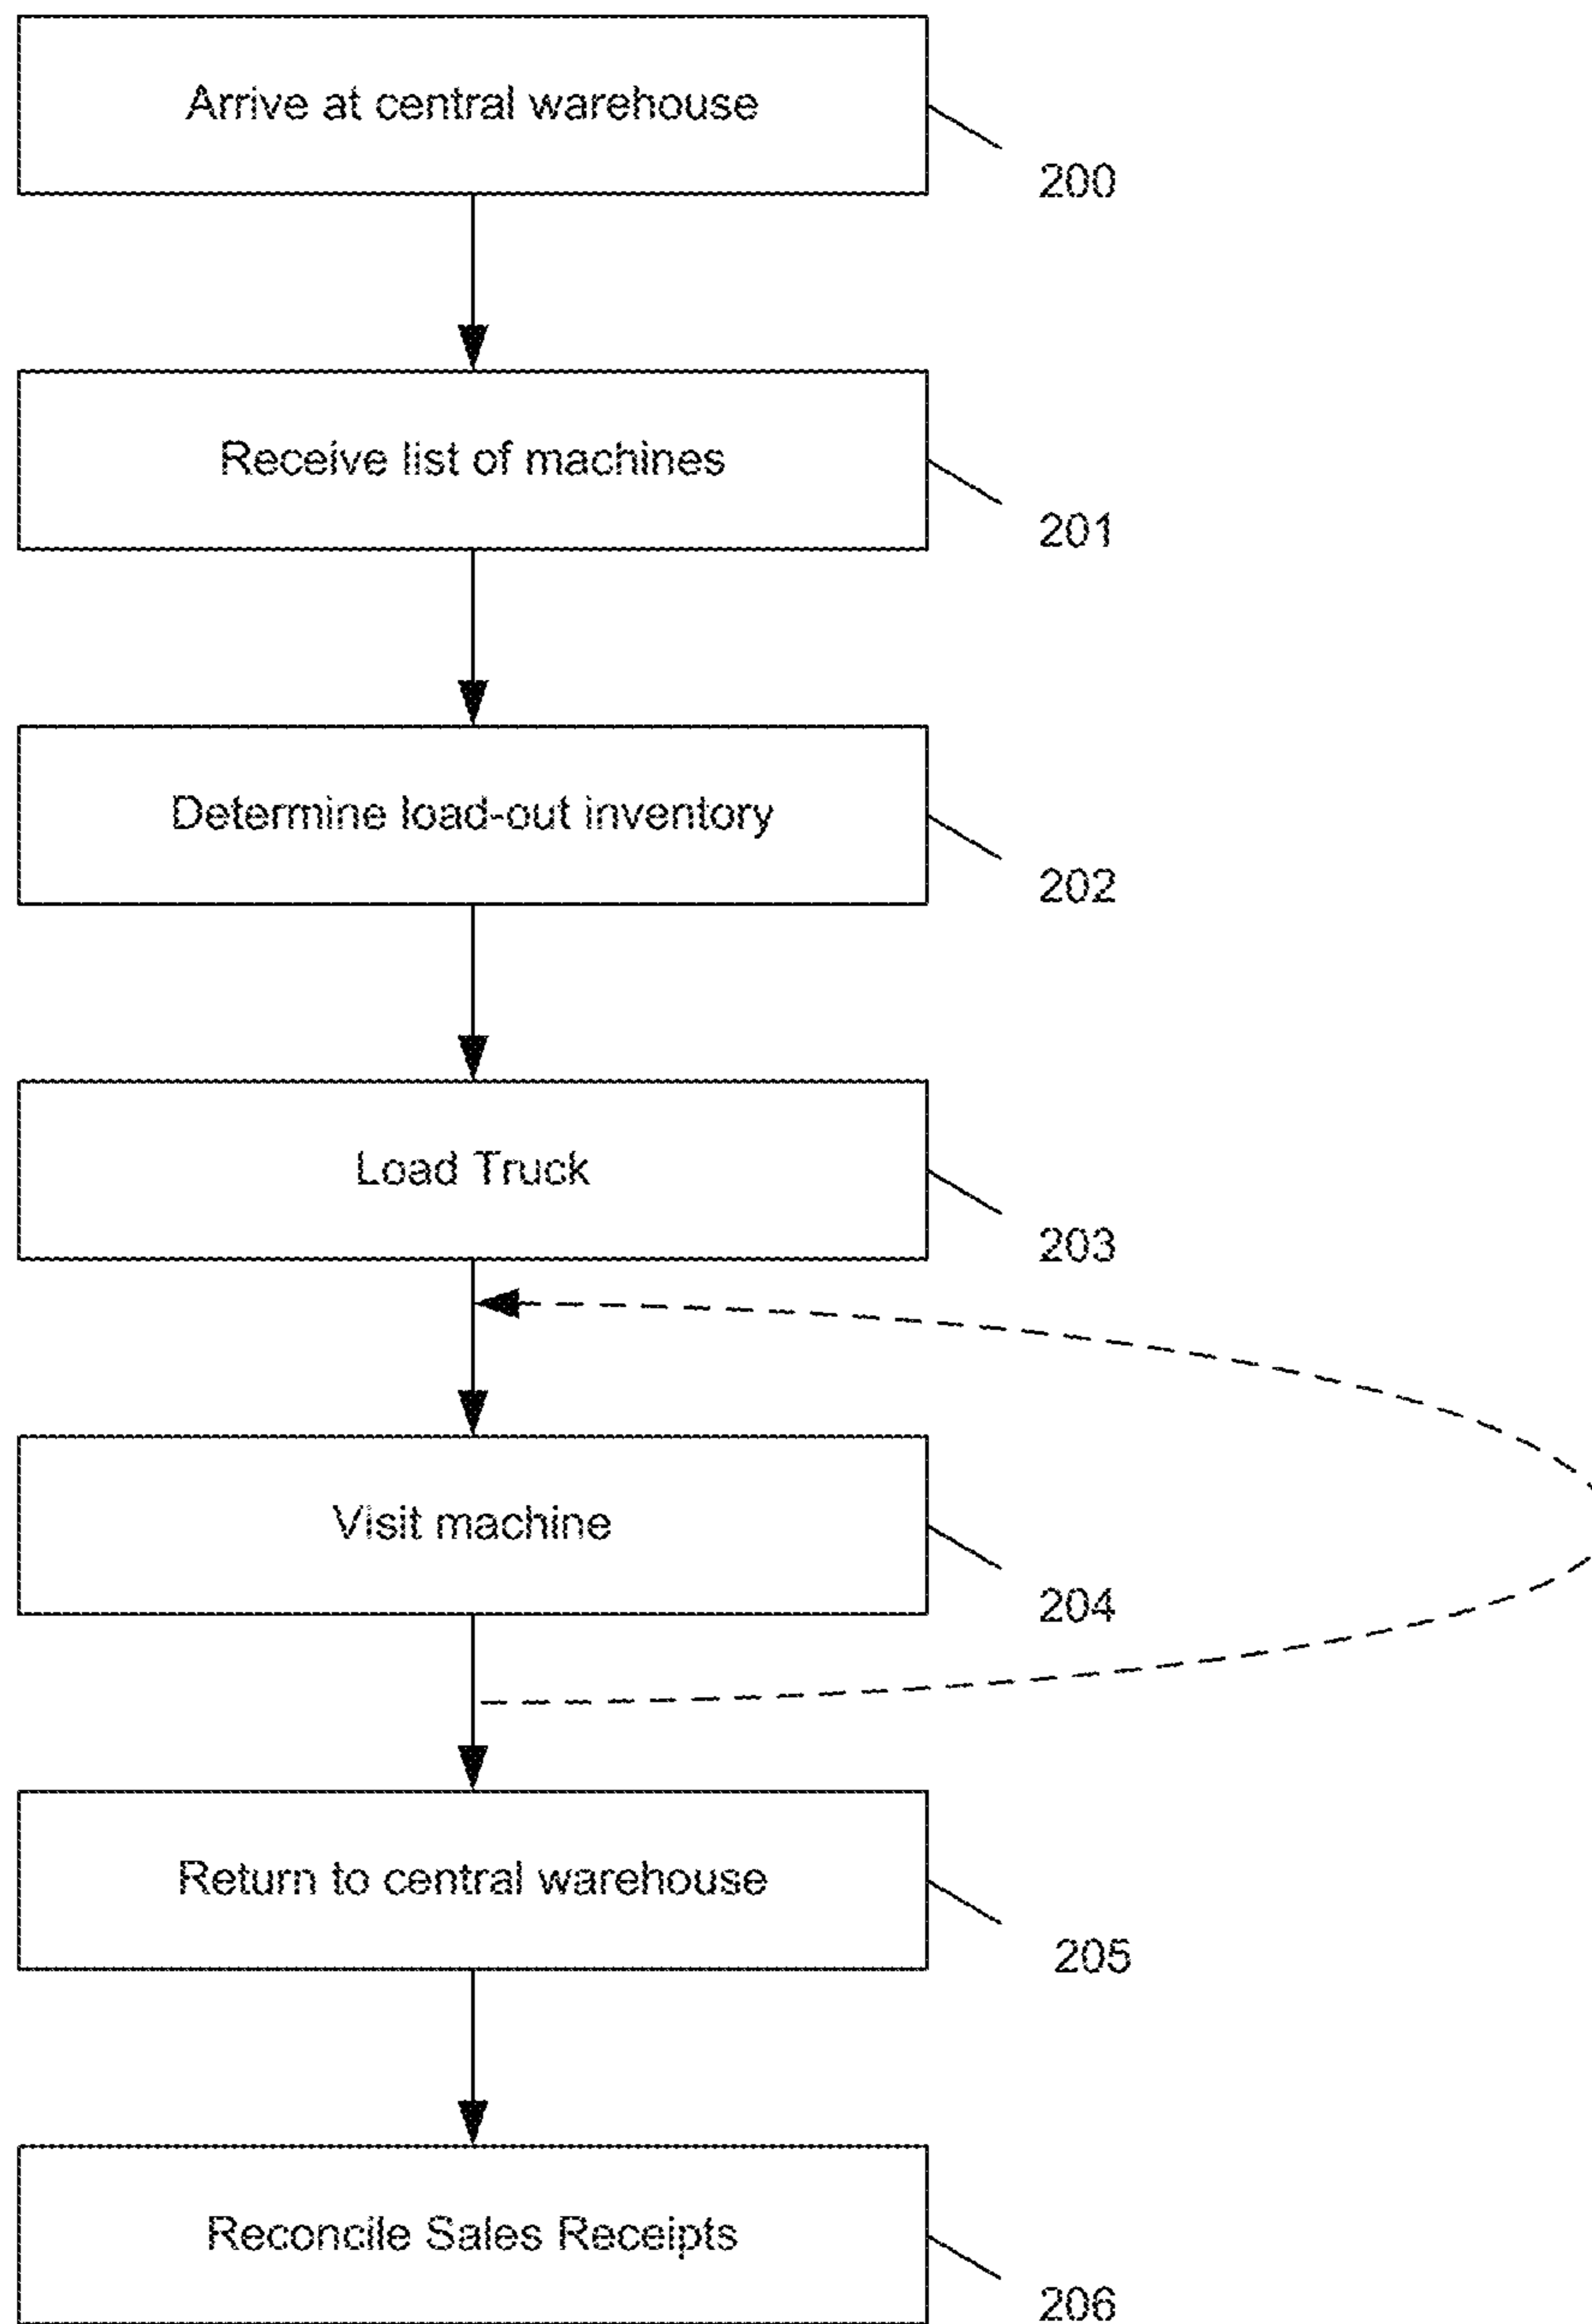 Arrive at central warehouse
200
Receive list of machines
201
Determine load-out inventory
202
Load Truck
203
Visit machine
204
Return to central warehouse
205
Reconcile Sales Receipts
206